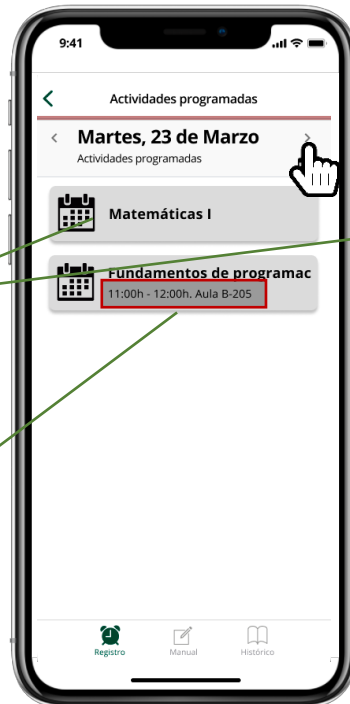 9:41
Actividades programadas
Martes, 23 de Marzo
Actividades programadas
Matemáticas I
Fundamentos de programac
11:00h - 12:00h. Aula B-205
Registro Manual Histórico